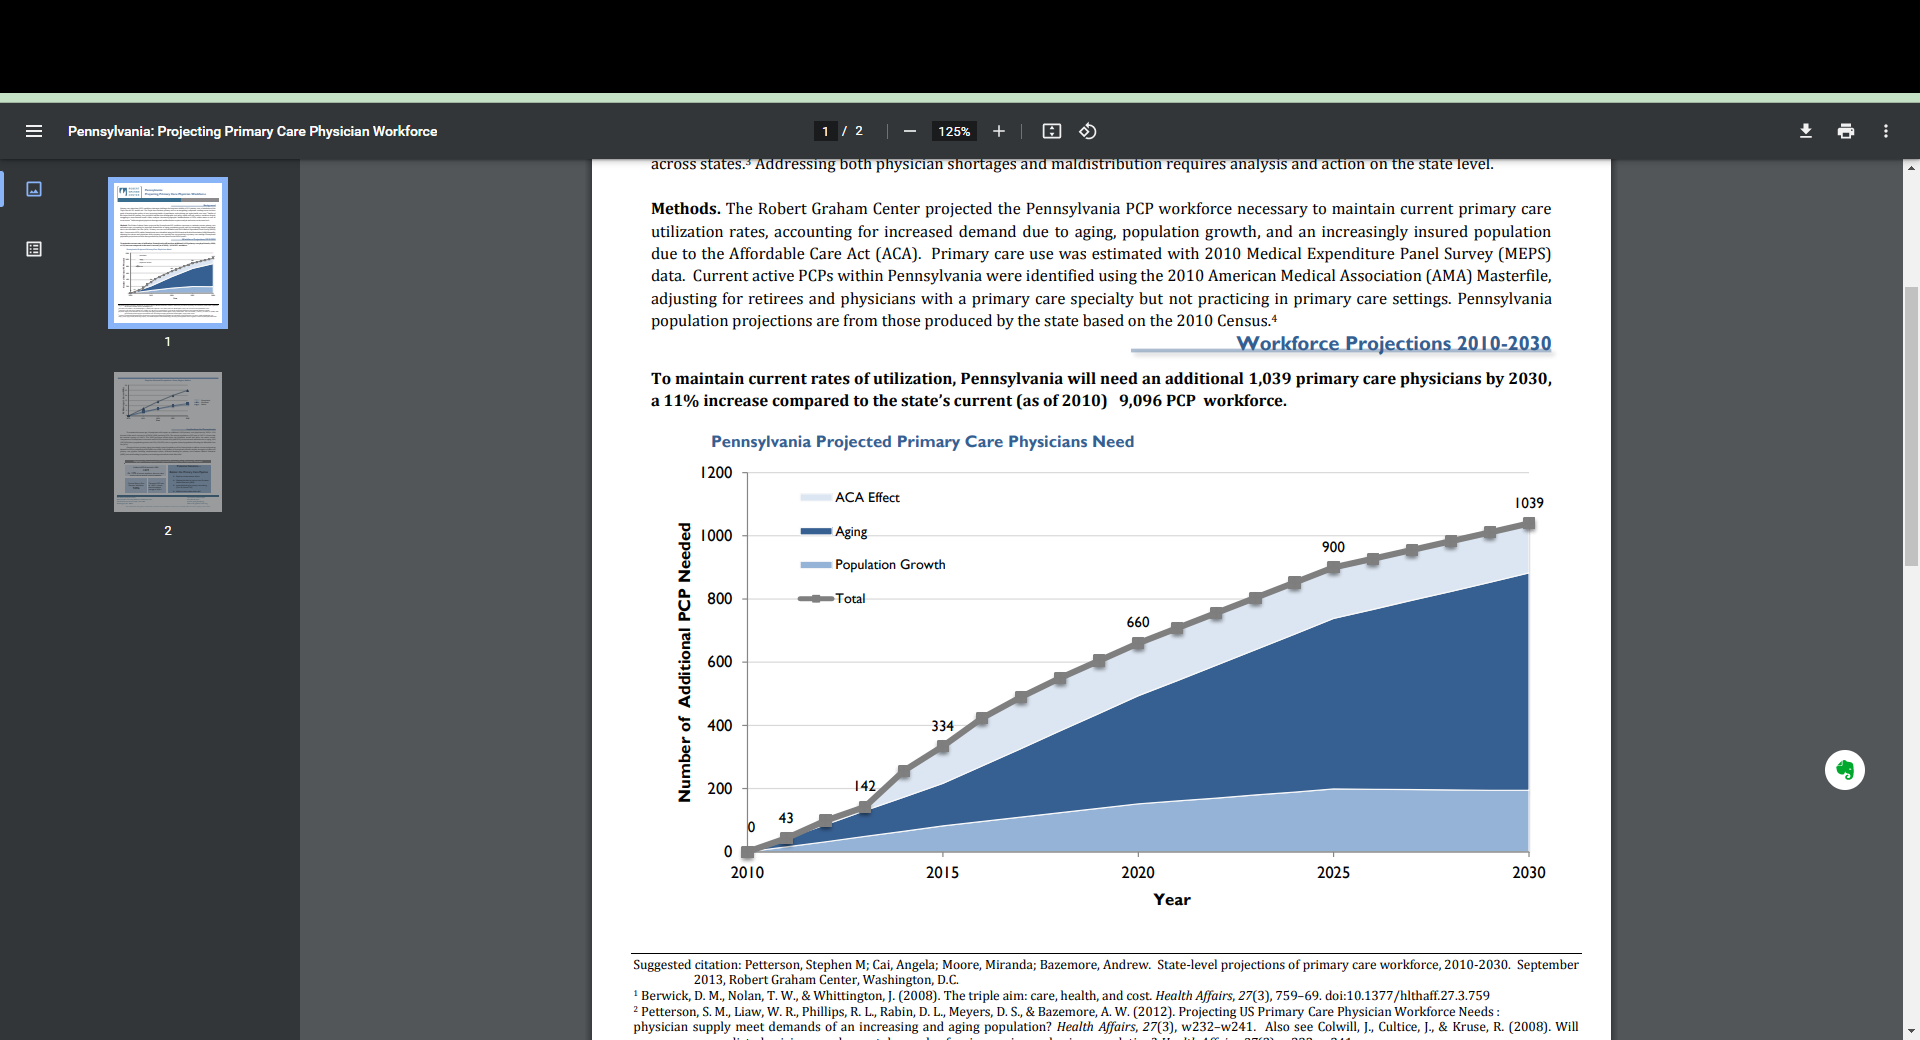 Pennsylvania: Projecting Primary Care Physician Workforce
1 / 2
125%
1
2
across states.³ Addressing both physician shortages and maldistribution requires analysis and action on the state level.
Methods. The Robert Graham Center projected the Pennsylvania PCP workforce necessary to maintain current primary care
utilization rates, accounting for increased demand due to aging, population growth, and an increasingly insured population
due to the Affordable Care Act (ACA). Primary care use was estimated with 2010 Medical Expenditure Panel Survey (MEPS)
data. Current active PCPs within Pennsylvania were identified using the 2010 American Medical Association (AMA) Masterfile,
adjusting for retirees and physicians with a primary care specialty but not practicing in primary care settings. Pennsylvania
population projections are from those produced by the state based on the 2010 Census.⁴
Workforce Projections 2010-2030
To maintain current rates of utilization, Pennsylvania will need an additional 1,039 primary care physicians by 2030,
a 11% increase compared to the state's current (as of 2010) 9,096 PCP workforce.
Pennsylvania Projected Primary Care Physicians Need
Number of Additional PCP Needed
1200
1000
800
600
400
200
0
ACA Effect
Aging
Population Growth
Total
0
43
142
334
660
900
1039
2010
2015
2020
2025
2030
Year
Suggested citation: Petterson, Stephen M; Cai, Angela; Moore, Miranda; Bazemore, Andrew. State-level projections of primary care workforce, 2010-2030. September
2013, Robert Graham Center, Washington, D.C.
¹ Berwick, D. M., Nolan, T. W., & Whittington, J. (2008). The triple aim: care, health, and cost. Health Affairs, 27(3), 759–69. doi:10.1377/hlthaff.27.3.759
² Petterson, S. M., Liaw, W. R., Phillips, R. L., Rabin, D. L., Meyers, D. S., & Bazemore, A. W. (2012). Projecting US Primary Care Physician Workforce Needs :
physician supply meet demands of an increasing and aging population? Health Affairs, 27(3), w232–w241. Also see Colwill, J., Cultice, J., & Kruse, R. (2008). Will